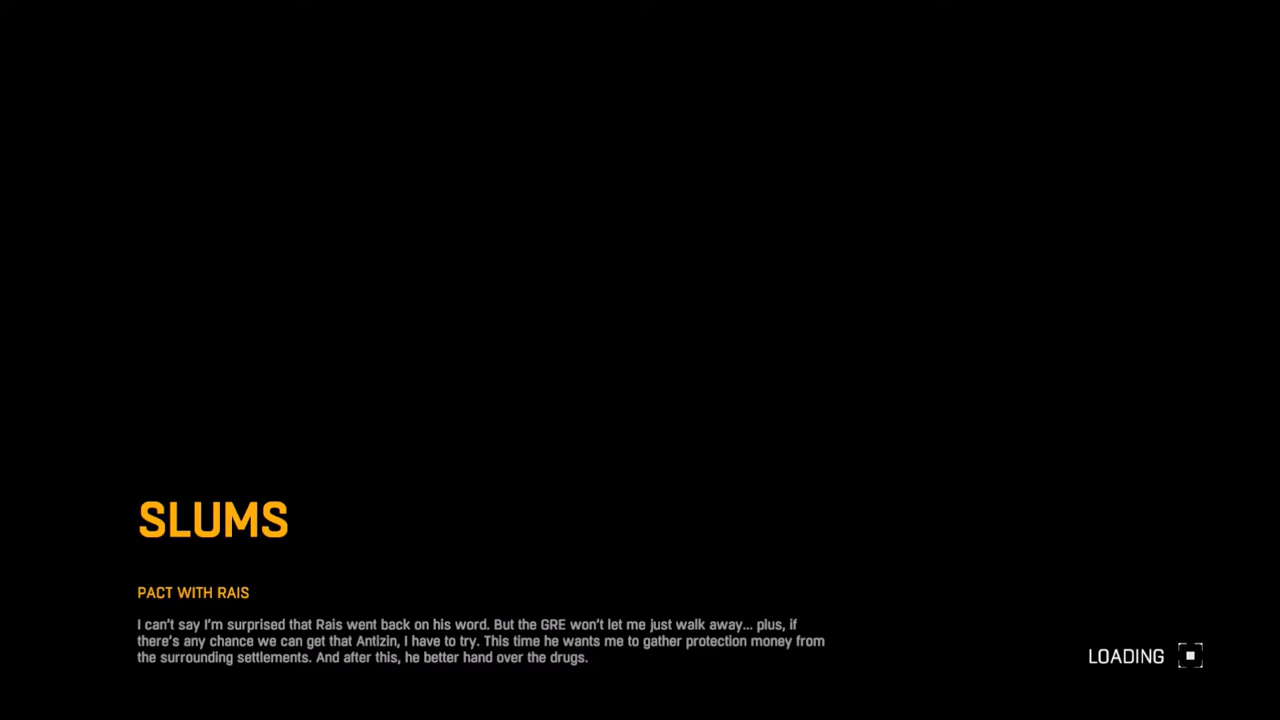 SLUMS
PACT WITH RAIS
I can't say I'm surprised that Rais went back on his word. But the GRE won't let me just walk away... plus, if
there's any chance we can get that Antizin, I have to try. This time he wants me to gather protection money from
the surrounding settlements. And after this, he better hand over the drugs.
LOADING